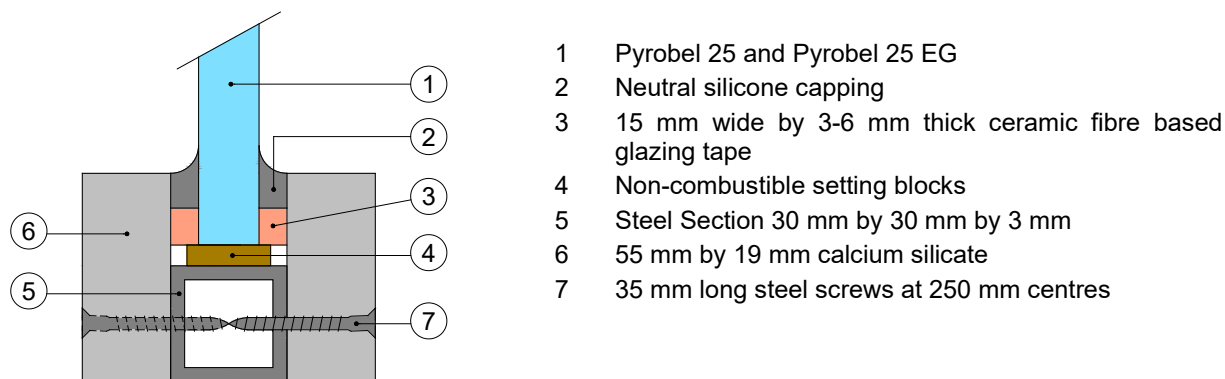 1 Pyrobel 25 and Pyrobel 25 EG
2 Neutral silicone capping
3 15 mm wide by 3-6 mm thick ceramic fibre based
glazing tape
4 Non-combustible setting blocks
5 Steel Section 30 mm by 30 mm by 3 mm
6 55 mm by 19 mm calcium silicate
7 35 mm long steel screws at 250 mm centres
1
2
3
6
4
5
7